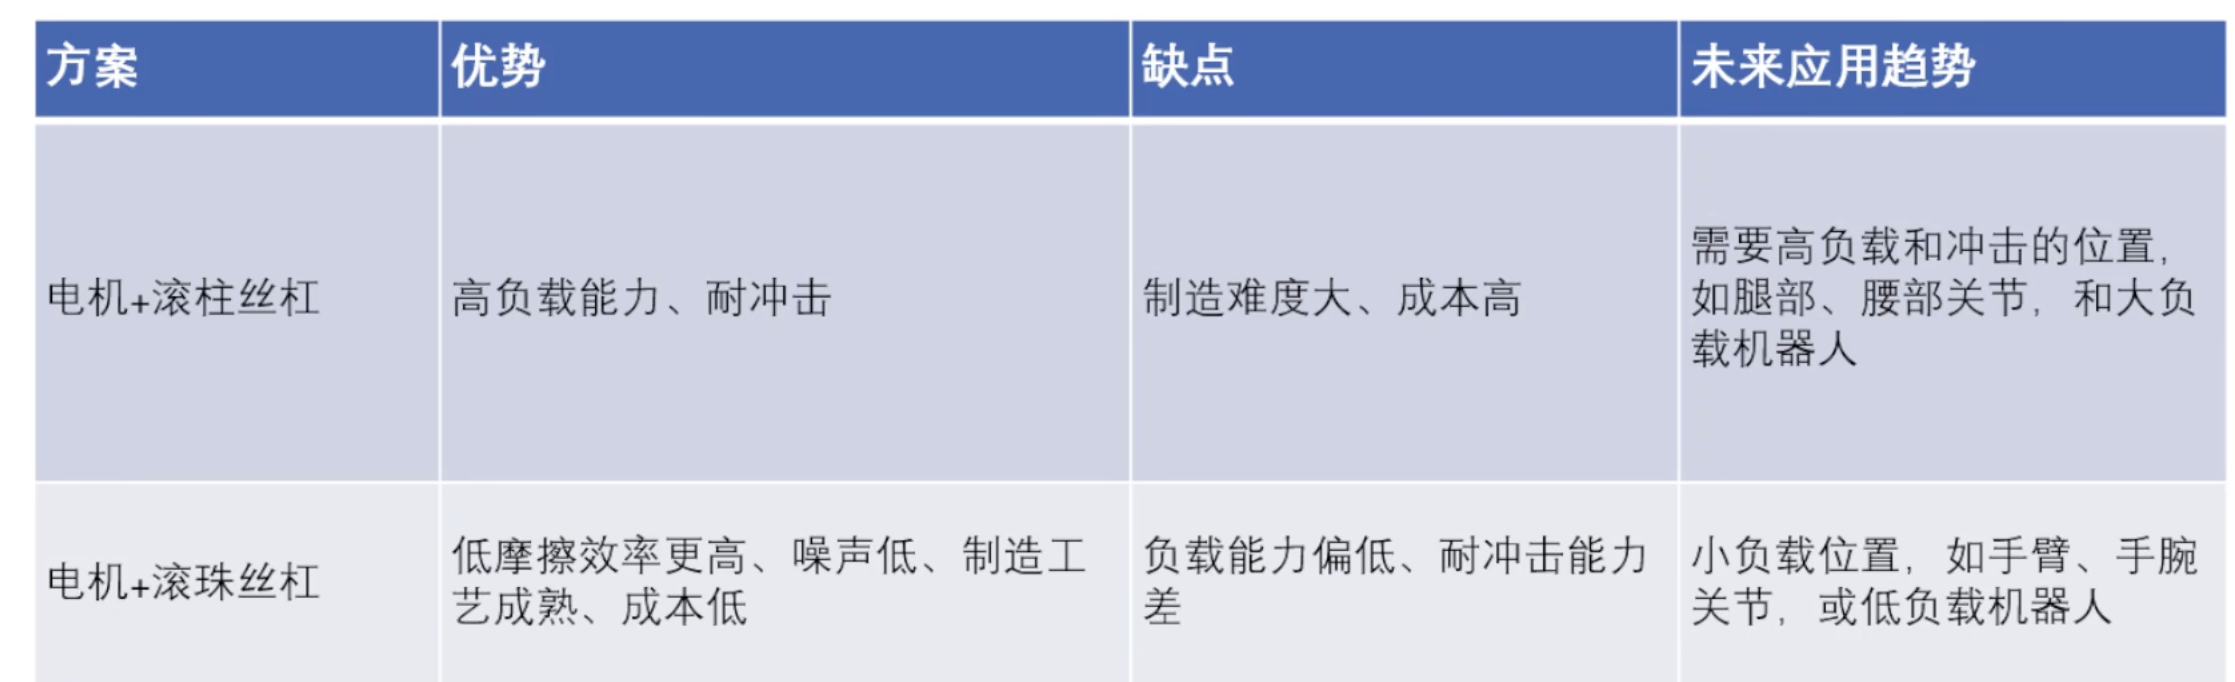 方案
优势
缺点
未来应用趋势
电机+滚柱丝杠
高负载能力、耐冲击
制造难度大、成本高
需要高负载和冲击的位置，
如腿部、腰部关节，和大负
载机器人
电机+滚珠丝杠
低摩擦效率更高、噪声低、制造工
艺成熟、成本低
负载能力偏低、耐冲击能力
差
小负载位置，如手臂、手腕
关节，或低负载机器人